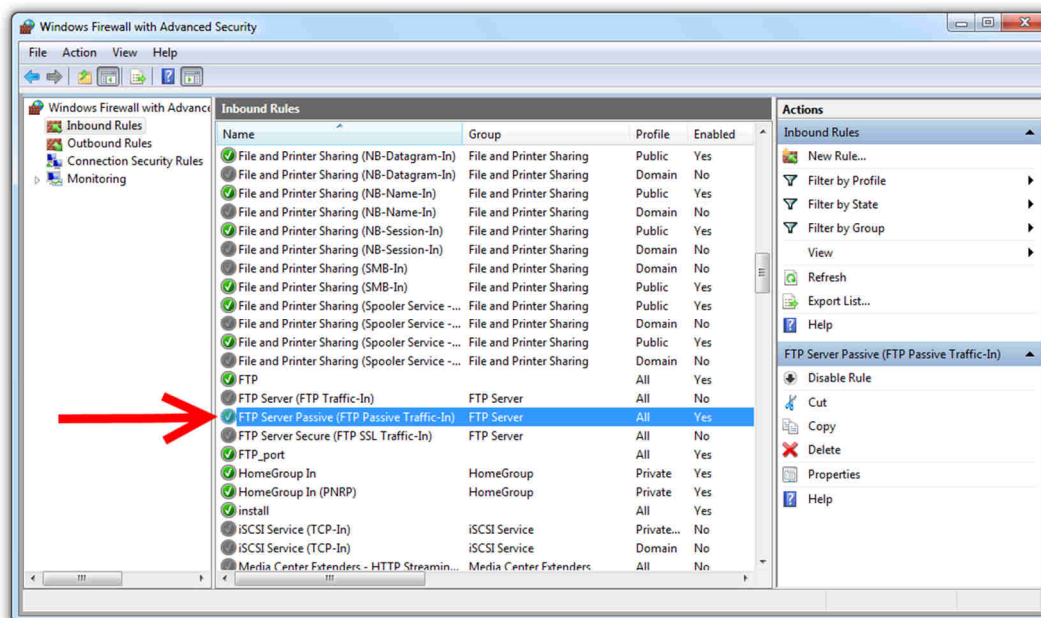 Windows Firewall with Advanced Security
File Action View Help
Windows Firewall with Advance
Inbound Rules
Outbound Rules
Connection Security Rules
Monitoring
Inbound Rules
Name Group Profile Enabled
File and Printer Sharing (NB-Datagram-In) File and Printer Sharing Public Yes
File and Printer Sharing (NB-Datagram-In) File and Printer Sharing Domain No
File and Printer Sharing (NB-Name-In) File and Printer Sharing Public Yes
File and Printer Sharing (NB-Name-In) File and Printer Sharing Domain No
File and Printer Sharing (NB-Session-In) File and Printer Sharing Public Yes
File and Printer Sharing (NB-Session-In) File and Printer Sharing Domain No
File and Printer Sharing (SMB-In) File and Printer Sharing Domain No
File and Printer Sharing (SMB-In) File and Printer Sharing Public Yes
File and Printer Sharing (Spooler Service -... File and Printer Sharing Public Yes
File and Printer Sharing (Spooler Service -... File and Printer Sharing Domain No
File and Printer Sharing (Spooler Service -... File and Printer Sharing Public Yes
File and Printer Sharing (Spooler Service -... File and Printer Sharing Domain No
FTP All Yes
FTP Server (FTP Traffic-In) FTP Server All No
FTP Server Passive (FTP Passive Traffic-In) FTP Server All Yes
FTP Server Secure (FTP SSL Traffic-In) FTP Server All No
FTP_port All Yes
HomeGroup In HomeGroup Private Yes
HomeGroup In (PNRP) HomeGroup Private Yes
install All Yes
iSCSI Service (TCP-In) iSCSI Service Private... No
iSCSI Service (TCP-In) iSCSI Service Domain No
Media Center Extenders - HTTP Streamin... Media Center Extenders All No
Actions
Inbound Rules
New Rule...
Filter by Profile
Filter by State
Filter by Group
View
Refresh
Export List...
Help
FTP Server Passive (FTP Passive Traffic-In)
Disable Rule
Cut
Copy
Delete
Properties
Help